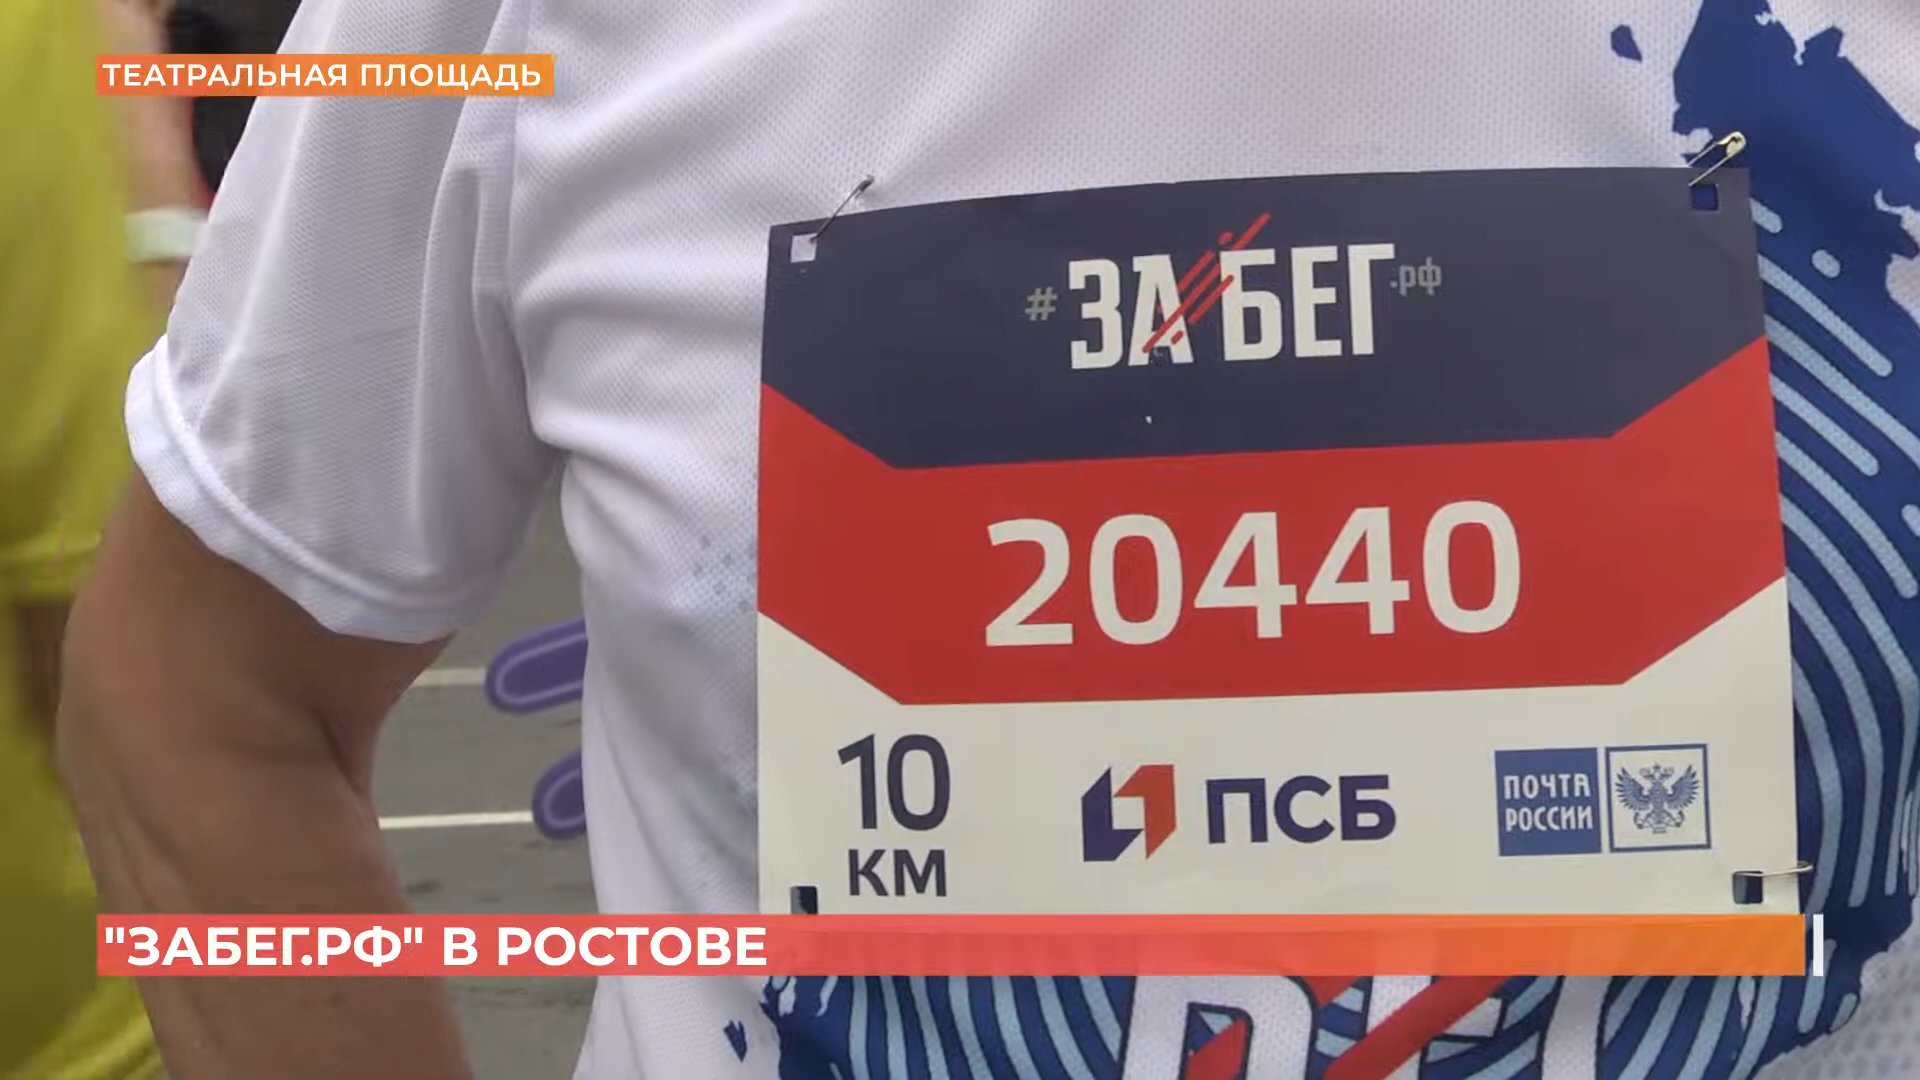 ТЕАТРАЛЬНАЯ ПЛОЩАДЬ
#ЗАБЕГ.рф
20440
10
КМ
ПСБ
ПОЧТА
РОССИИ
"ЗАБЕГ.РФ" В РОСТОВЕ